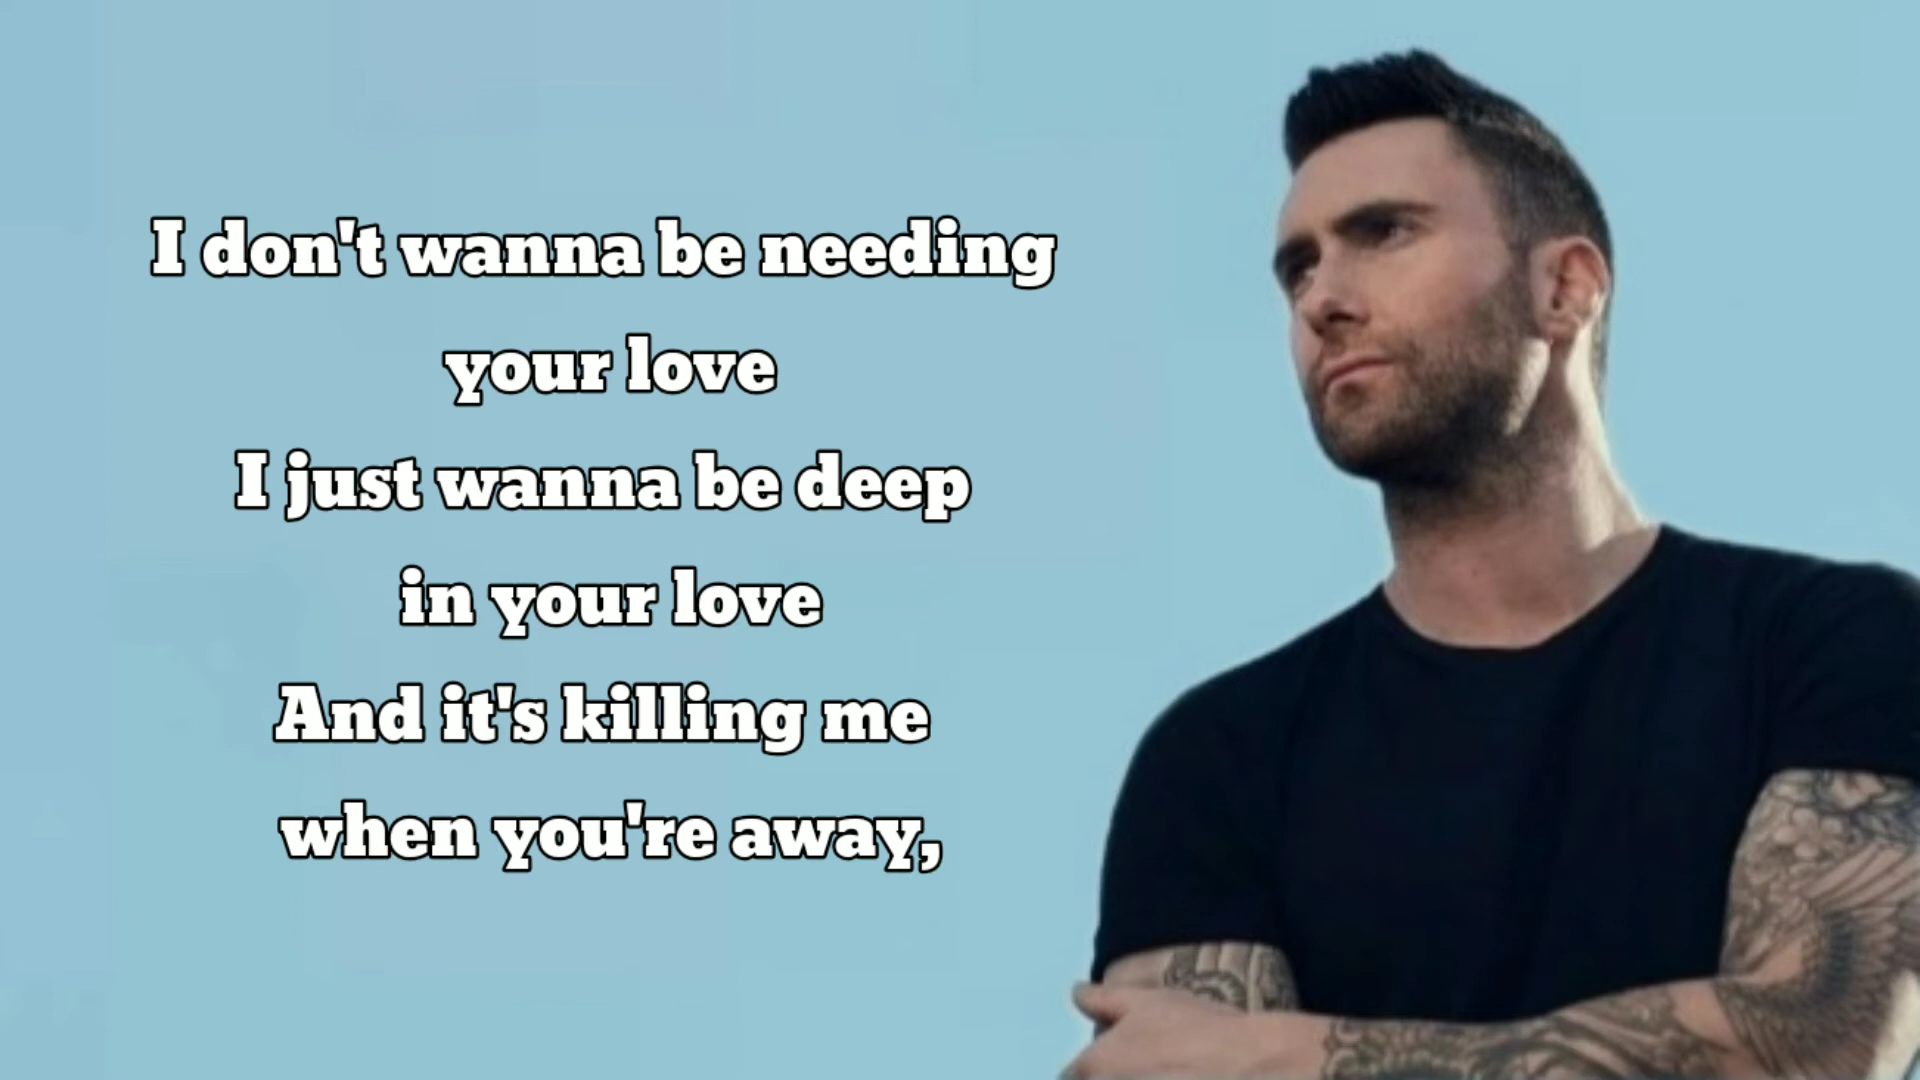 I don't wanna be needing
your love
I just wanna be deep
in your love
And it's killing me
when you're away,